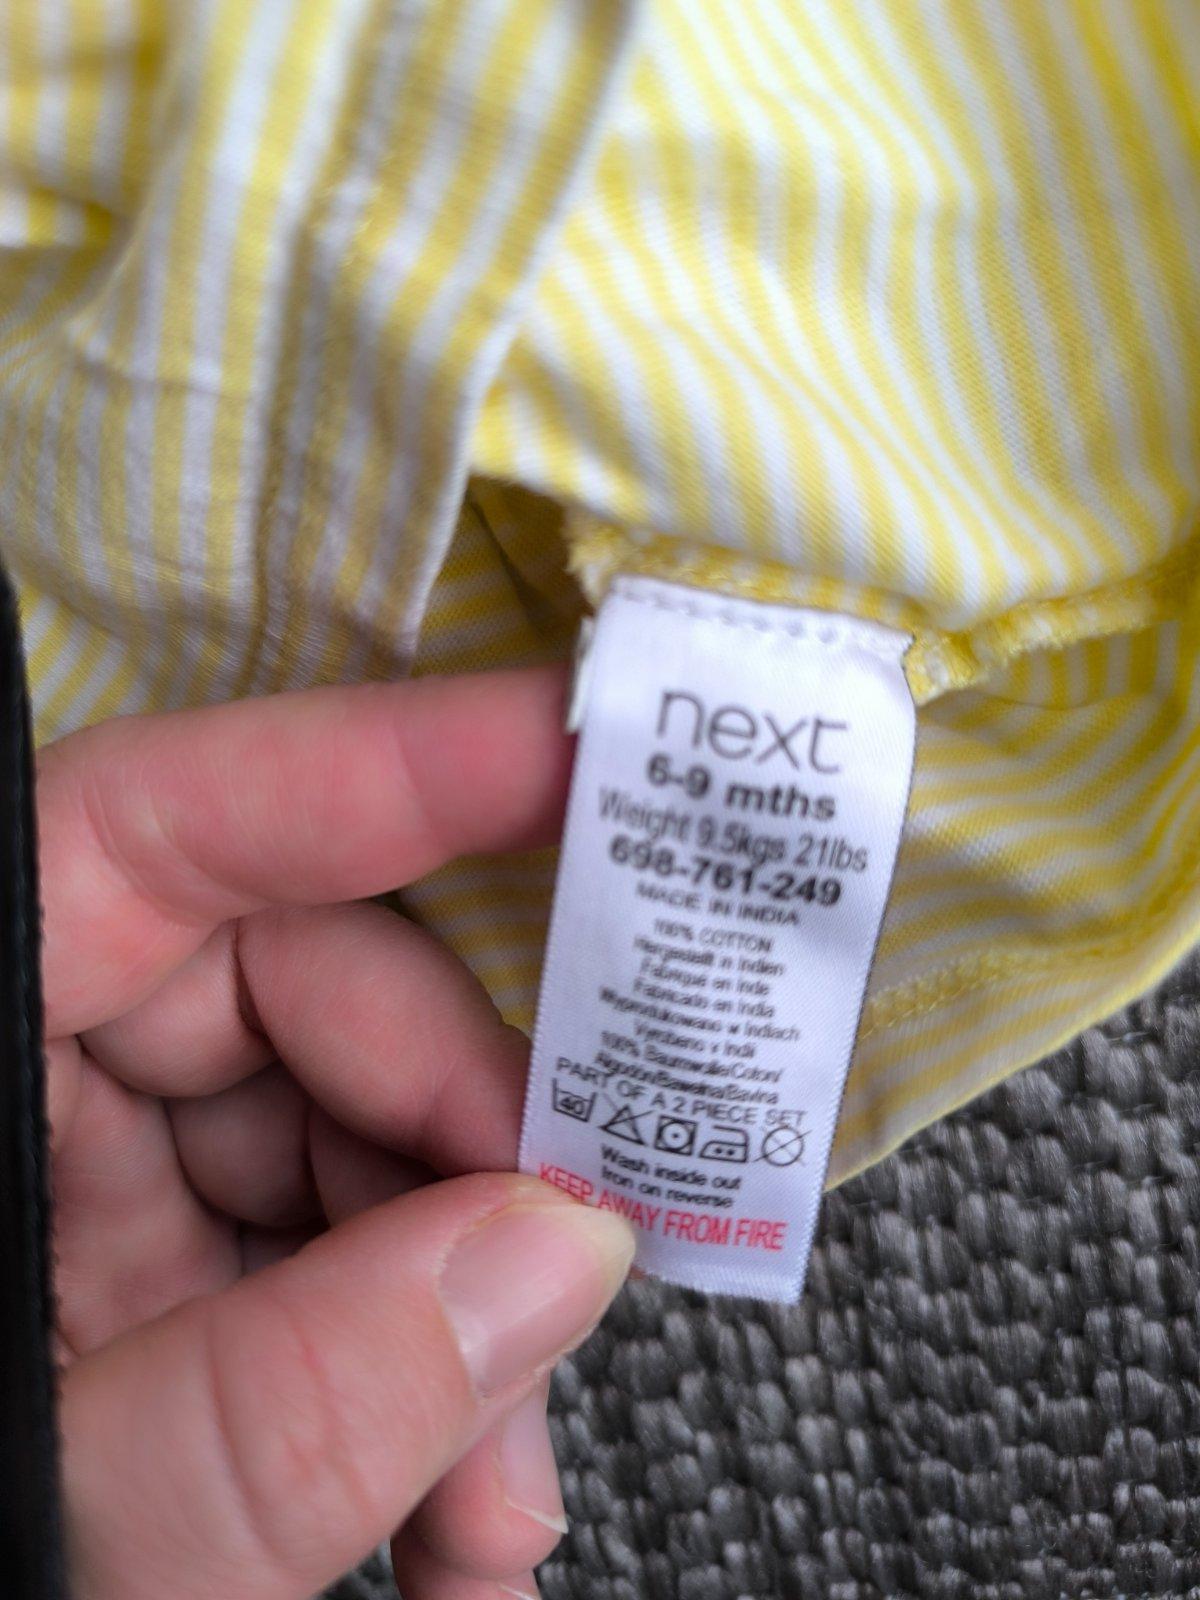 next
6-9 mths
Weight 9.5kgs 21lbs
698-761-249
MADE IN INDIA
100% COTTON
Hergestellt in Indien
Fabriqué en Inde
Fabricado en India
Wyprodukowano w Indiach
Vyrobeno v Indii
100% Baumwolle/Coton/
Algodón/Bawełna/Bavlna
PART OF A 2 PIECE SET
40
Wash inside out
Iron on reverse
KEEP AWAY FROM FIRE